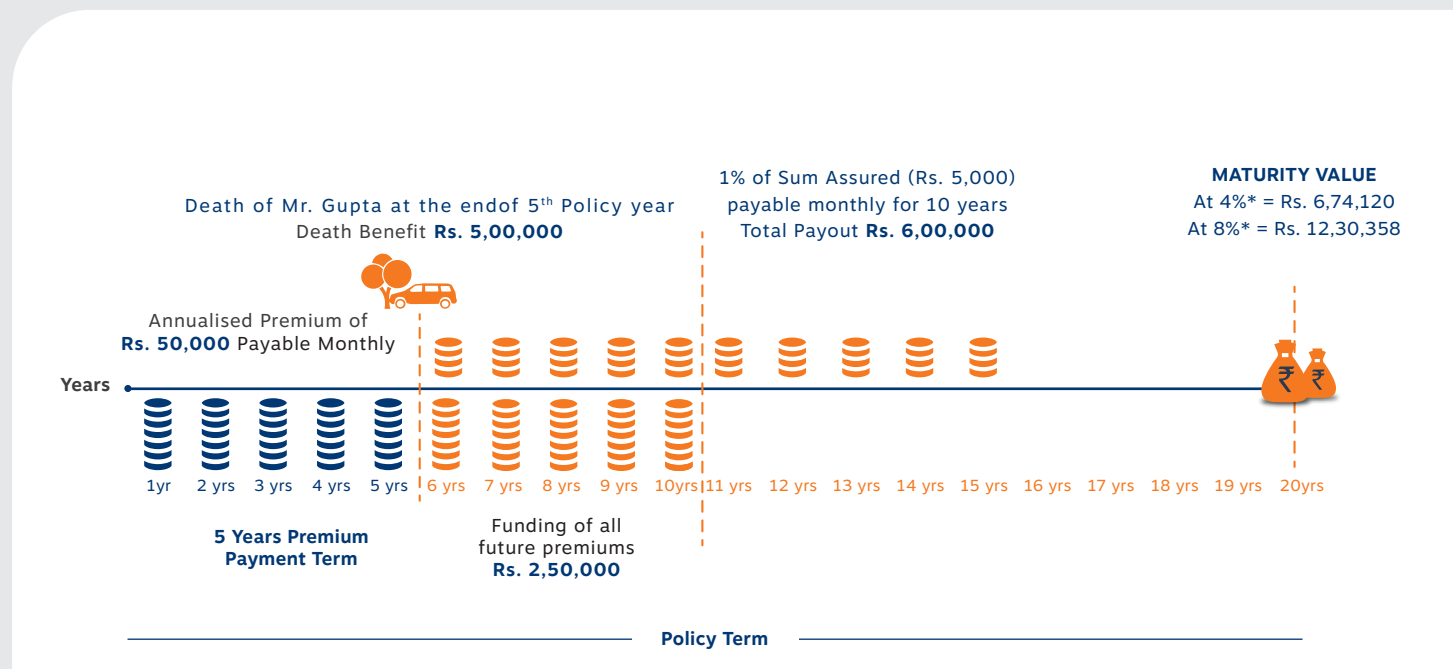 Death of Mr. Gupta at the endof 5th Policy year
Death Benefit Rs. 5,00,000
1% of Sum Assured (Rs. 5,000)
payable monthly for 10 years
Total Payout Rs. 6,00,000
MATURITY VALUE
At 4%* = Rs. 6,74,120
At 8%* = Rs. 12,30,358
Annualised Premium of
Rs. 50,000 Payable Monthly
Years
₹ ₹
1yr 2 yrs 3 yrs 4 yrs 5 yrs 6 yrs 7 yrs 8 yrs 9 yrs 10yrs 11 yrs 12 yrs 13 yrs 14 yrs 15 yrs 16 yrs 17 yrs 18 yrs 19 yrs 20yrs
5 Years Premium
Payment Term
Funding of all
future premiums
Rs. 2,50,000
Policy Term